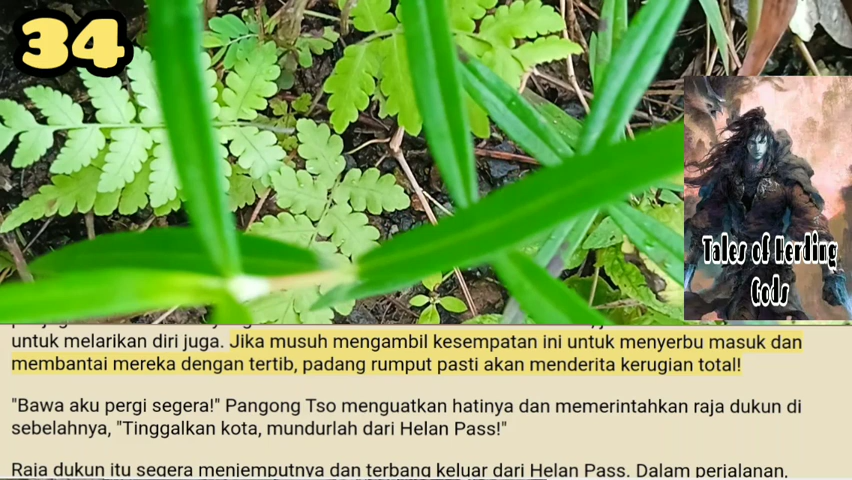 34
Tales of Herding
Gods
untuk melarikan diri juga. Jika musuh mengambil kesempatan ini untuk menyerbu masuk dan
membantai mereka dengan tertib, padang rumput pasti akan menderita kerugian total!
"Bawa aku pergi segera!" Pangong Tso menguatkan hatinya dan memerintahkan raja dukun di
sebelahnya, "Tinggalkan kota, mundurlah dari Helan Pass!"
Raja dukun itu segera menjemputnya dan terbang keluar dari Helan Pass. Dalam perjalanan,